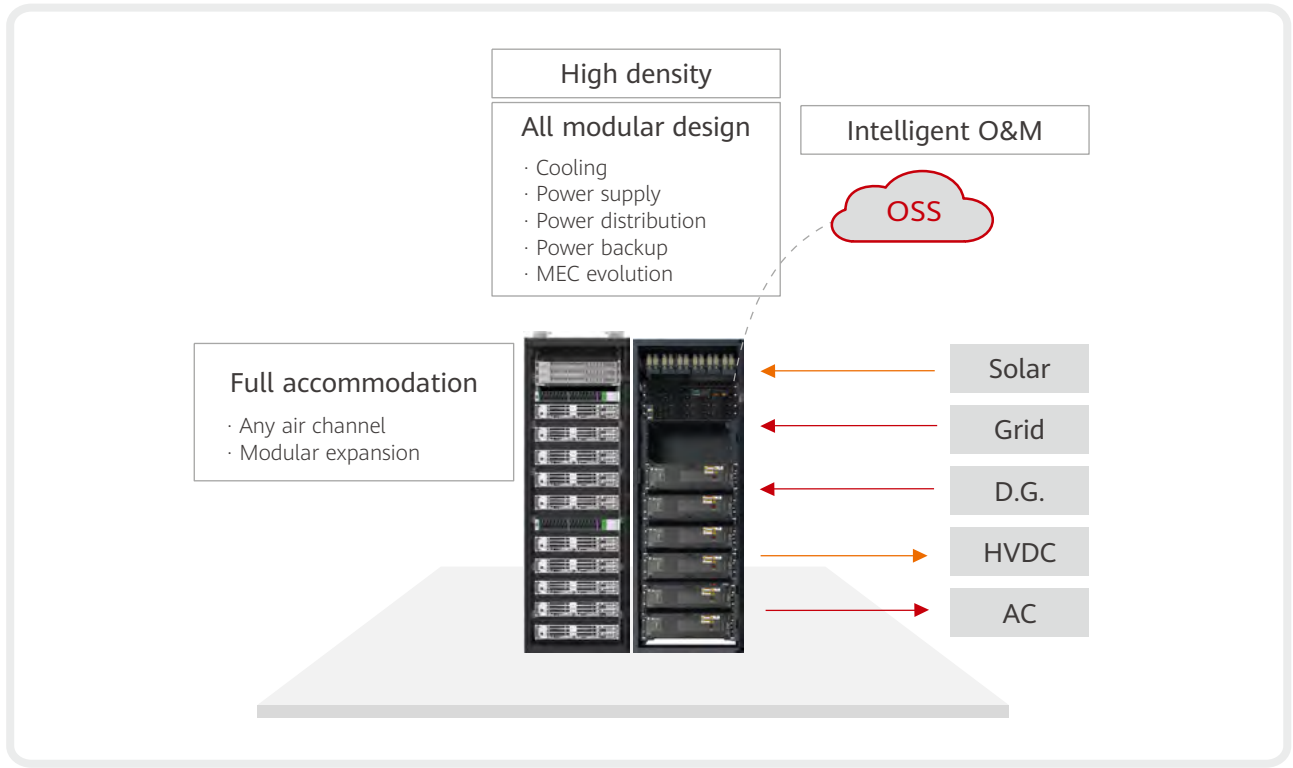 High density
All modular design
· Cooling
· Power supply
· Power distribution
· Power backup
· MEC evolution
Intelligent O&M
OSS
Full accommodation
· Any air channel
· Modular expansion
Solar
Grid
D.G.
HVDC
AC